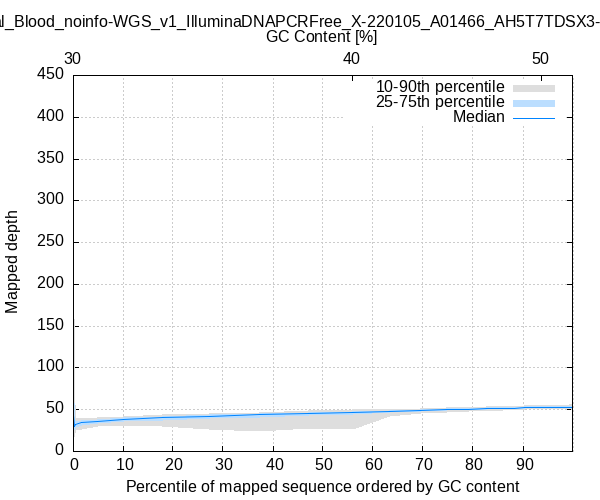 al_Blood_noinfo-WGS_v1_IlluminaDNAPCRFree_X-220105_A01466_AH5T7TDSX3-
GC Content [%]
30 40 50
450
400
350
300
250
200
150
100
50
0
Mapped depth
10-90th percentile
25-75th percentile
Median
0 10 20 30 40 50 60 70 80 90
Percentile of mapped sequence ordered by GC content